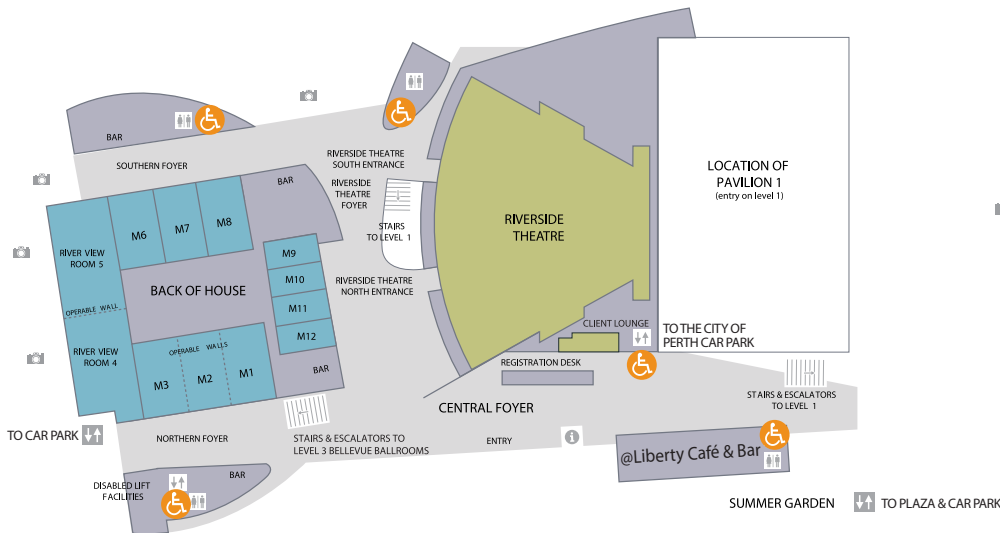 BAR
SOUTHERN FOYER
RIVERSIDE THEATRE
SOUTH ENTRANCE
BAR
RIVERSIDE
THEATRE
FOYER
STAIRS
TO LEVEL 1
RIVERSIDE
THEATRE
LOCATION OF
PAVILION 1
(entry on level 1)
M6
M7
M8
RIVER VIEW
ROOM 5
M9
M10
M11
M12
BACK OF HOUSE
RIVERSIDE THEATRE
NORTH ENTRANCE
OPERABLE WALL
RIVER VIEW
ROOM 4
OPERABLE WALLS
M3
M2
M1
BAR
CLIENT LOUNGE
TO THE CITY OF
PERTH CAR PARK
REGISTRATION DESK
STAIRS & ESCALATORS
TO LEVEL 1
CENTRAL FOYER
TO CAR PARK
NORTHERN FOYER
STAIRS & ESCALATORS TO
LEVEL 3 BELLEVUE BALLROOMS
ENTRY
i
@Liberty Café & Bar
DISABLED LIFT
FACILITIES
BAR
SUMMER GARDEN
TO PLAZA & CAR PARK